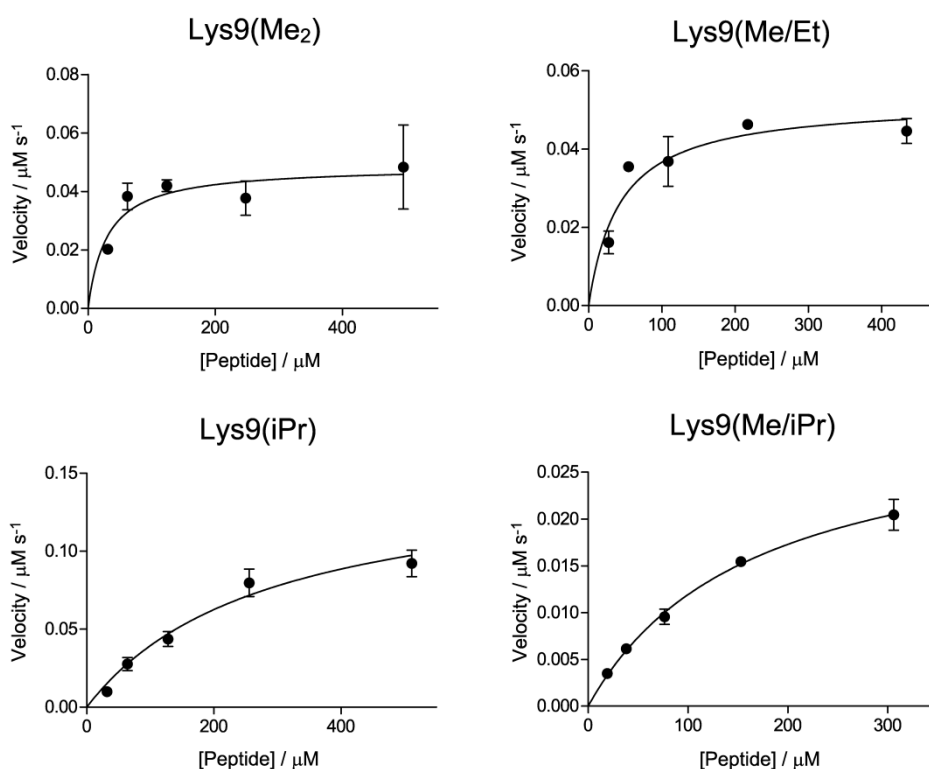 Lys9(Me₂)
Velocity / μM s⁻¹
0.08
0.06
0.04
0.02
0.00
0
200
400
[Peptide] / μM
Lys9(Me/Et)
Velocity / μM s⁻¹
0.06
0.04
0.02
0.00
0
100
200
300
400
[Peptide] / μM
Lys9(iPr)
Velocity / μM s⁻¹
0.15
0.10
0.05
0.00
0
200
400
[Peptide] / μM
Lys9(Me/iPr)
Velocity / μM s⁻¹
0.025
0.020
0.015
0.010
0.005
0.000
0
100
200
300
[Peptide] / μM